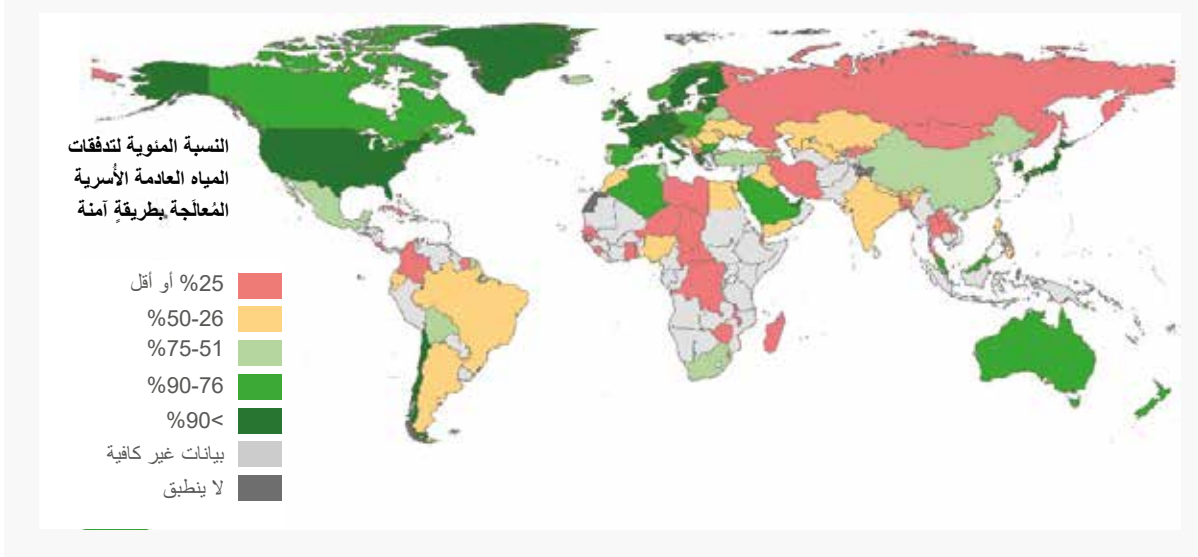 النسبة المئوية لتدفقات
المياه العادمة الأُسرية
المُعالَجة بطريقةٍ آمنة
%25 أو أقل
%50-26
%75-51
%90-76
%90<
بيانات غير كافية
لا ينطبق